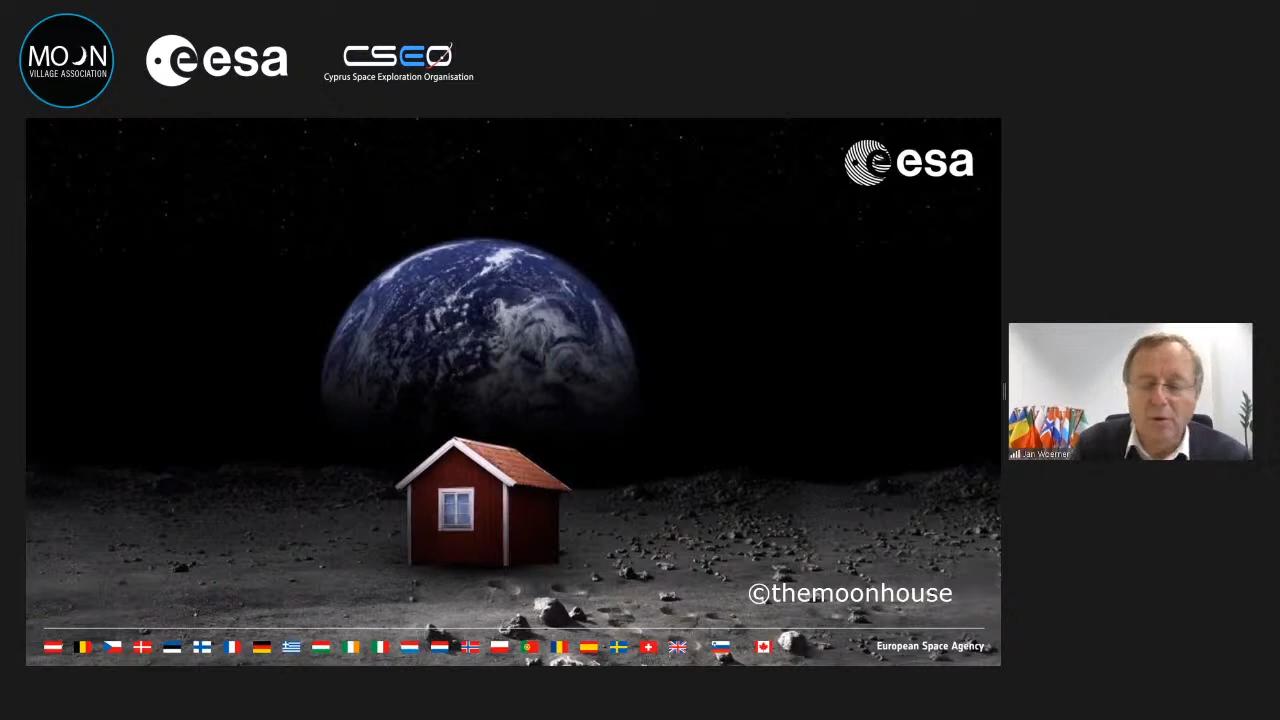 MOON
VILLAGE ASSOCIATION
esa
CSEO
Cyprus Space Exploration Organisation
esa
Jan Woerner
©themoonhouse
European Space Agency